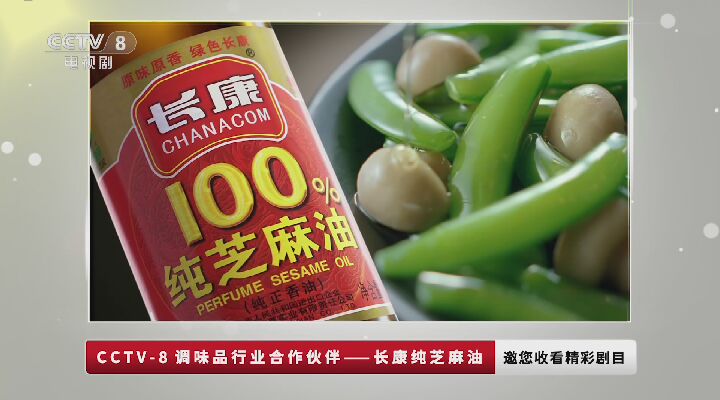 CCTV 8
电视剧
原味原香 绿色长康
长康
®
CHANACOM
100%
纯芝麻油
PERFUME SESAME OIL
(纯正香油)
CCTV-8 调味品行业合作伙伴——长康纯芝麻油
邀您收看精彩剧目